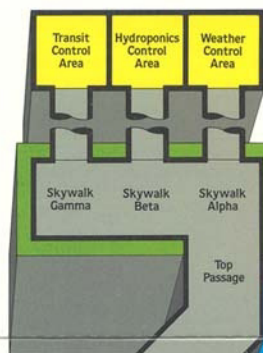 Transit
Control
Area
Hydroponics
Control
Area
Weather
Control
Area
Skywalk
Gamma
Skywalk
Beta
Skywalk
Alpha
Top
Passage